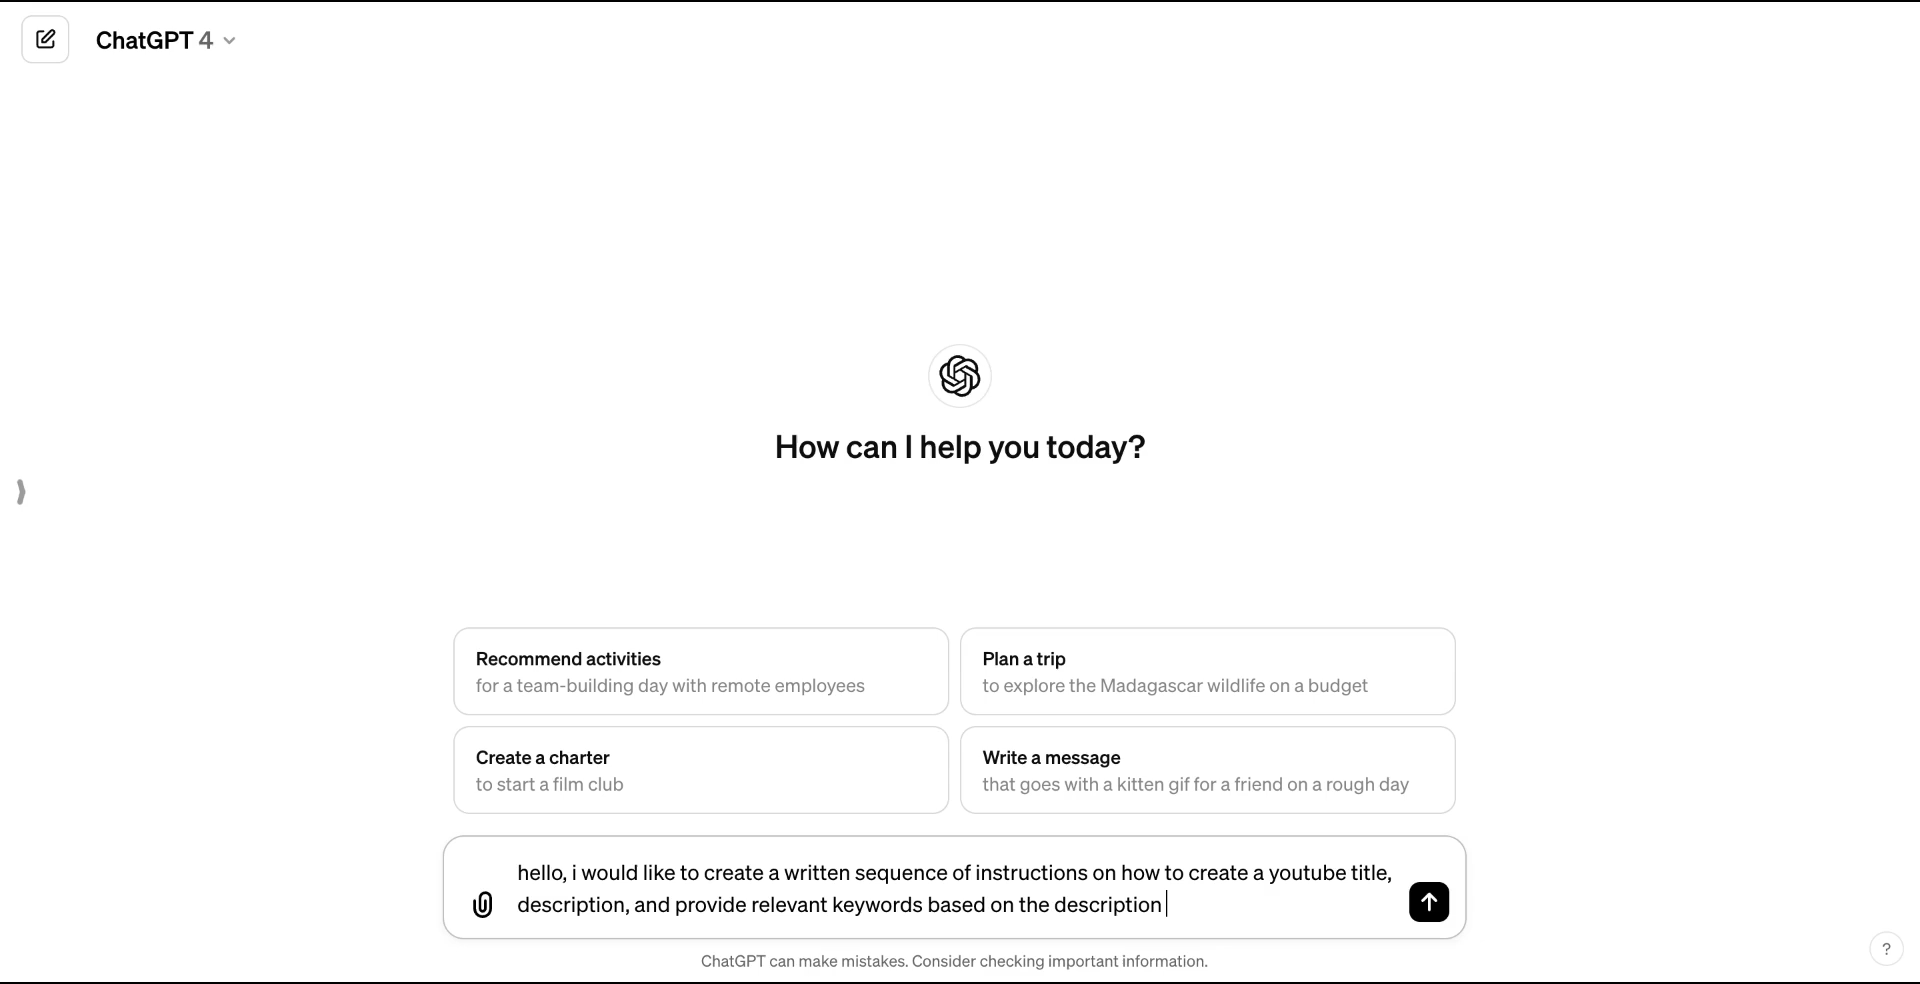 ChatGPT 4
How can I help you today?
Recommend activities
for a team-building day with remote employees
Plan a trip
to explore the Madagascar wildlife on a budget
Create a charter
to start a film club
Write a message
that goes with a kitten gif for a friend on a rough day
hello, i would like to create a written sequence of instructions on how to create a youtube title,
description, and provide relevant keywords based on the description
ChatGPT can make mistakes. Consider checking important information.
?